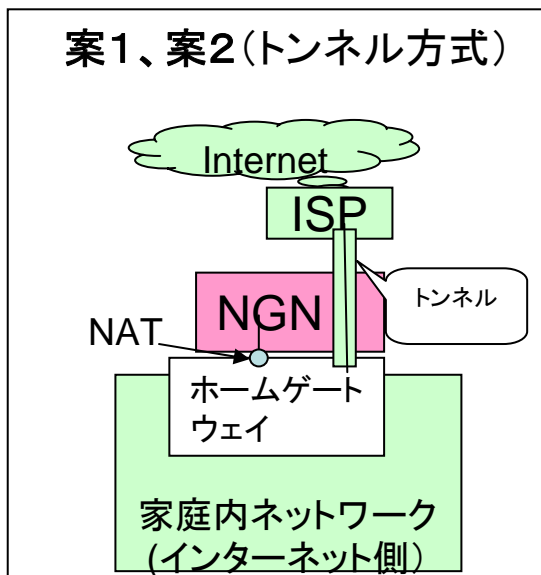 案1、案2(トンネル方式)
Internet
ISP
トンネル
NGN
NAT
ホームゲート
ウェイ
家庭内ネットワーク
(インターネット側)